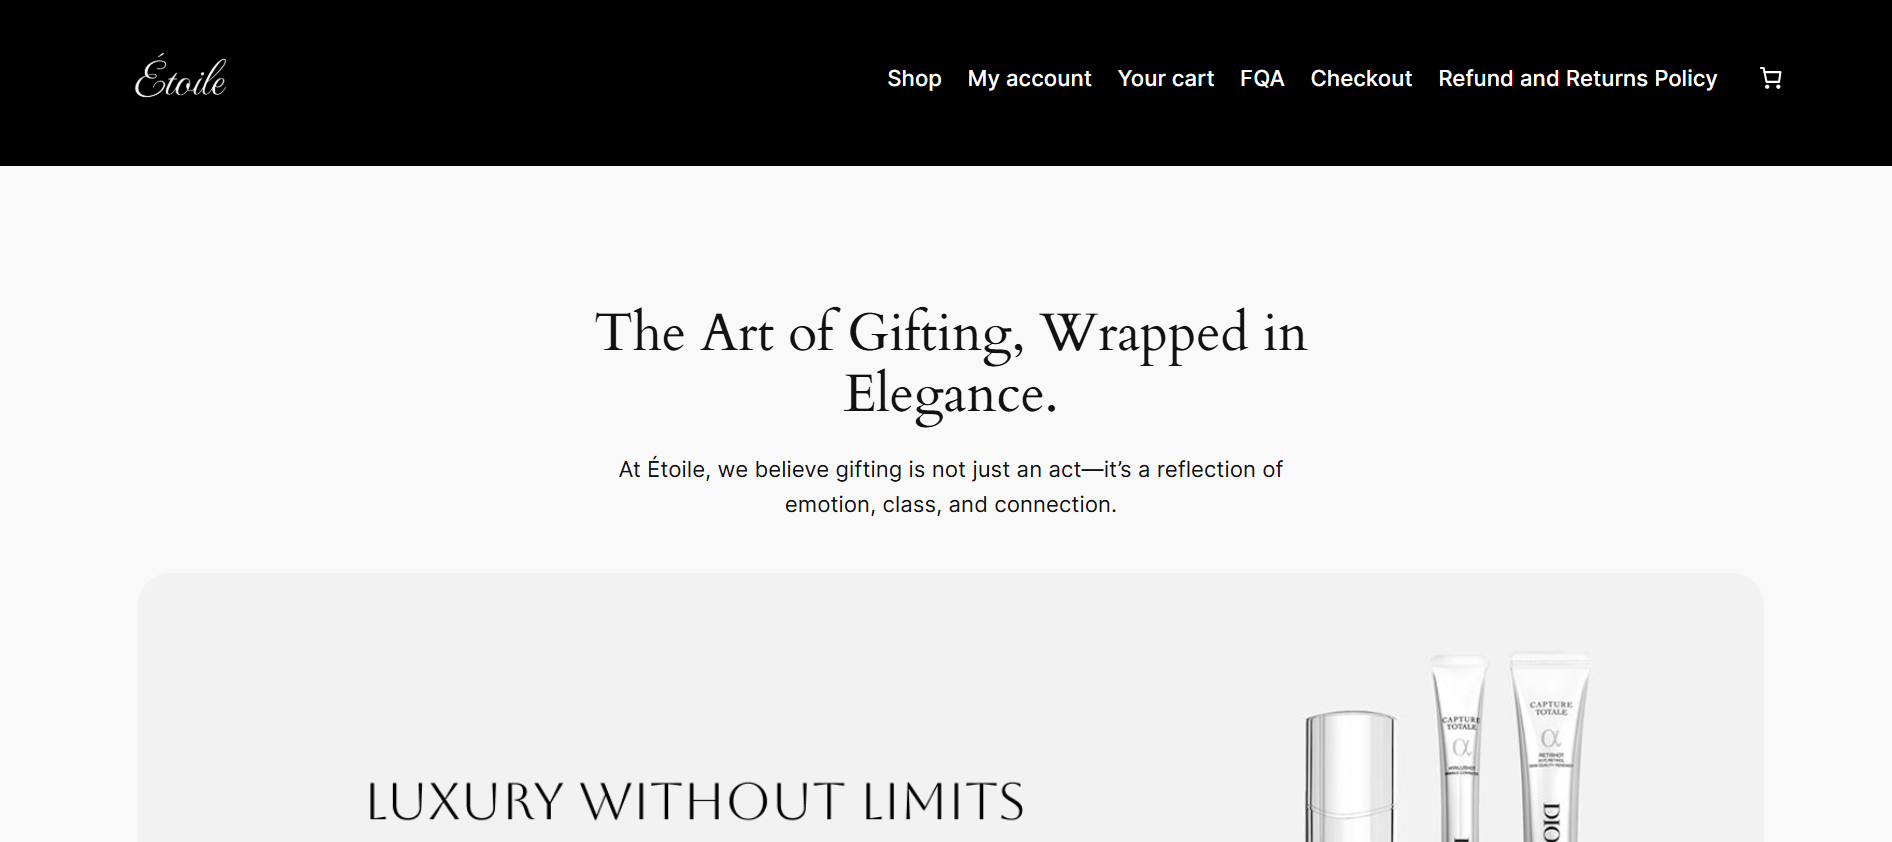 Étoile
Shop My account Your cart FQA Checkout Refund and Returns Policy
The Art of Gifting, Wrapped in
Elegance.
At Étoile, we believe gifting is not just an act—it’s a reflection of
emotion, class, and connection.
LUXURY WITHOUT LIMITS
CAPTURE
TOTALE
α
CAPTURE
TOTALE
α
DIO